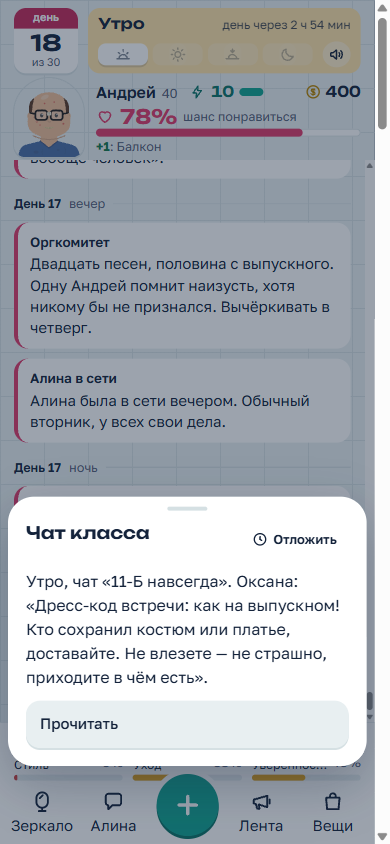 день
18
из 30
Утро
день через 2 ч 54 мин
Андрей 40
10
400
78% шанс понравиться
+1: Балкон
вообще человек».
День 17 вечер
Оргкомитет
Двадцать песен, половина с выпускного.
Одну Андрей помнит наизусть, хотя
никому бы не признался. Вычёркивать в
четверг.
Алина в сети
Алина была в сети вечером. Обычный
вторник, у всех свои дела.
День 17 ночь
Чат класса
Отложить
Утро, чат «11-Б навсегда». Оксана:
«Дресс-код встречи: как на выпускном!
Кто сохранил костюм или платье,
доставайте. Не влезете — не страшно,
приходите в чём есть».
Прочитать
Стиль
Уход
Увереннос...
Зеркало
Алина
Лента
Вещи